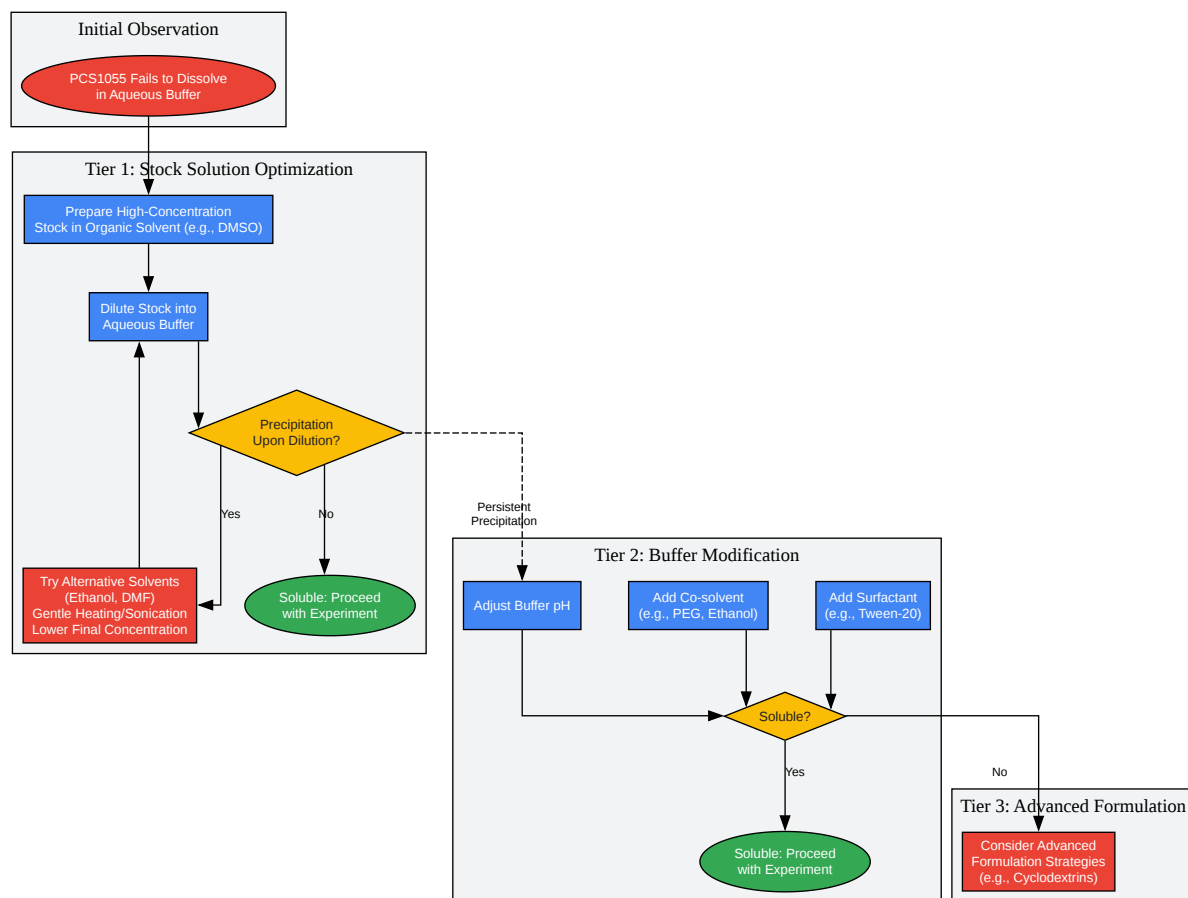 Initial Observation
PCS1055 Fails to Dissolve
in Aqueous Buffer
Tier 1: Stock Solution Optimization
Prepare High-Concentration
Stock in Organic Solvent (e.g., DMSO)
Dilute Stock into
Aqueous Buffer
Precipitation
Upon Dilution?
Yes
No
Try Alternative Solvents
(Ethanol, DMF)
Gentle Heating/Sonication
Lower Final Concentration
Soluble: Proceed
with Experiment
Persistent
Precipitation
Tier 2: Buffer Modification
Adjust Buffer pH
Add Co-solvent
(e.g., PEG, Ethanol)
Add Surfactant
(e.g., Tween-20)
Soluble?
Yes
No
Soluble: Proceed
with Experiment
Tier 3: Advanced Formulation
Consider Advanced
Formulation Strategies
(e.g., Cyclodextrins)